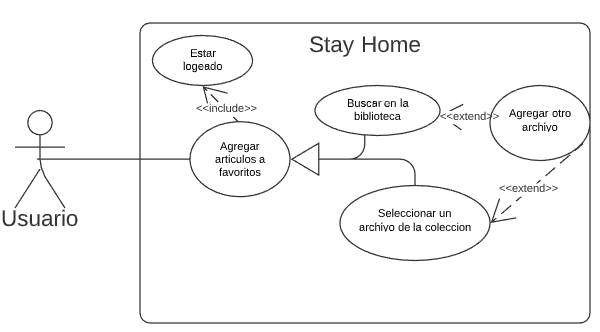 Stay Home
Estar
logeado
<<include>>
Buscar en la
biblioteca
<<extend>>
Agregar otro
archivo
Agregar
articulos a
favoritos
<<extend>>
Usuario
Seleccionar un
archivo de la coleccion